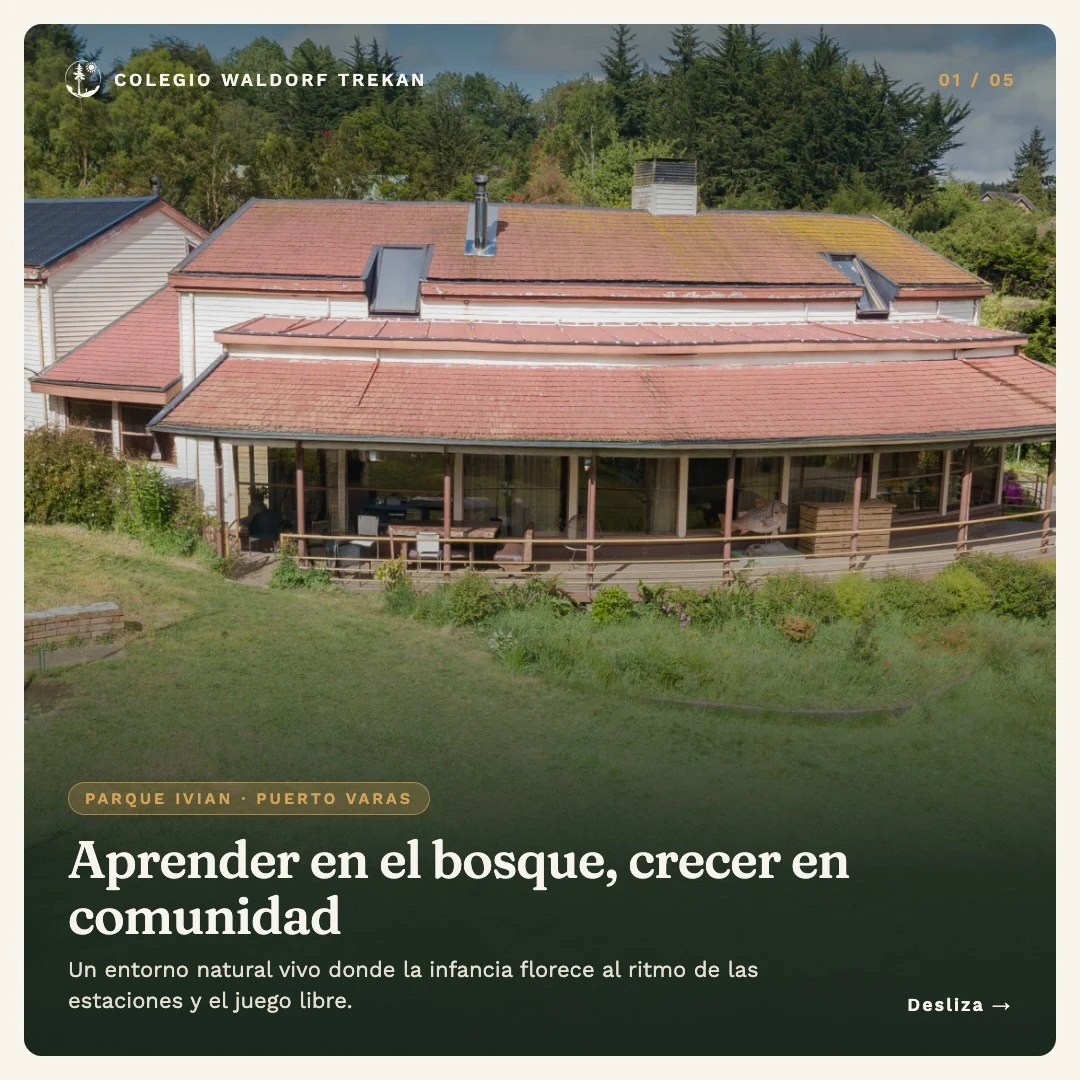 COLEGIO WALDORF TREKAN
01 / 05
PARQUE IVIAN · PUERTO VARAS
Aprender en el bosque, crecer en
comunidad
Un entorno natural vivo donde la infancia florece al ritmo de las
estaciones y el juego libre.
Desliza →